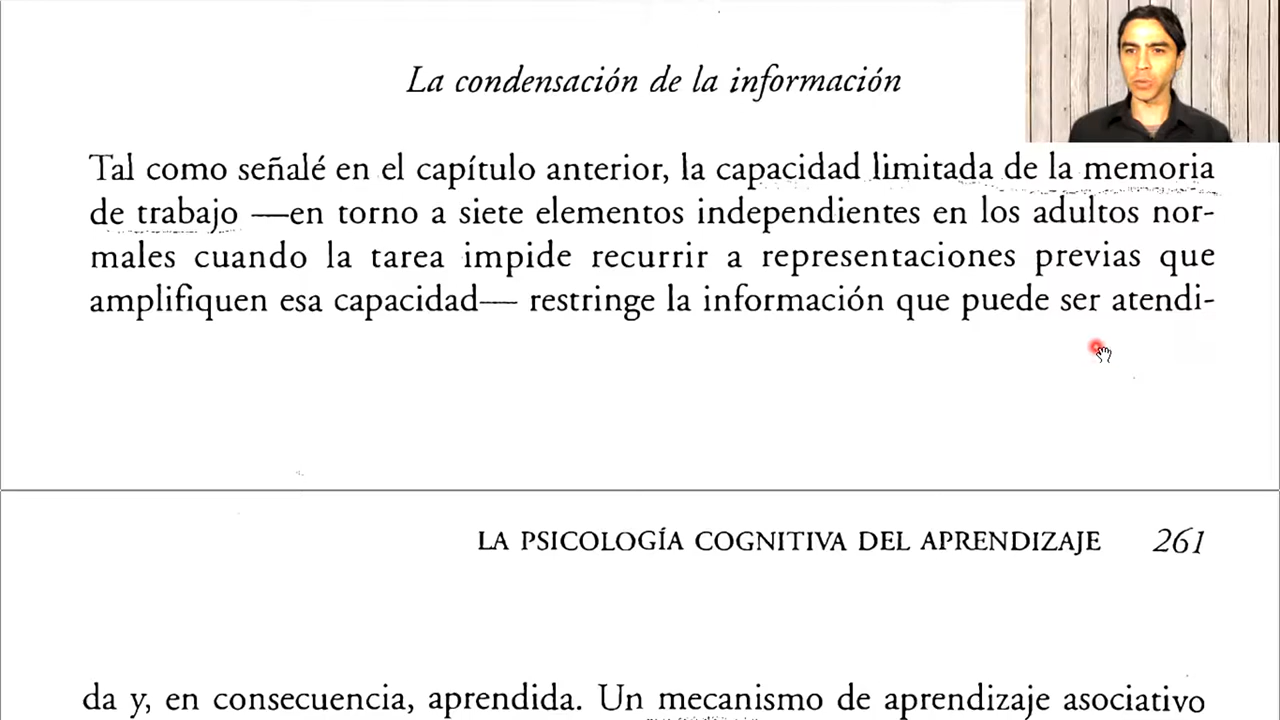 La condensación de la información
Tal como señalé en el capítulo anterior, la capacidad limitada de la memoria
de trabajo —en torno a siete elementos independientes en los adultos nor-
males cuando la tarea impide recurrir a representaciones previas que
amplifiquen esa capacidad— restringe la información que puede ser atendi-
LA PSICOLOGÍA COGNITIVA DEL APRENDIZAJE 261
da y, en consecuencia, aprendida. Un mecanismo de aprendizaje asociativo